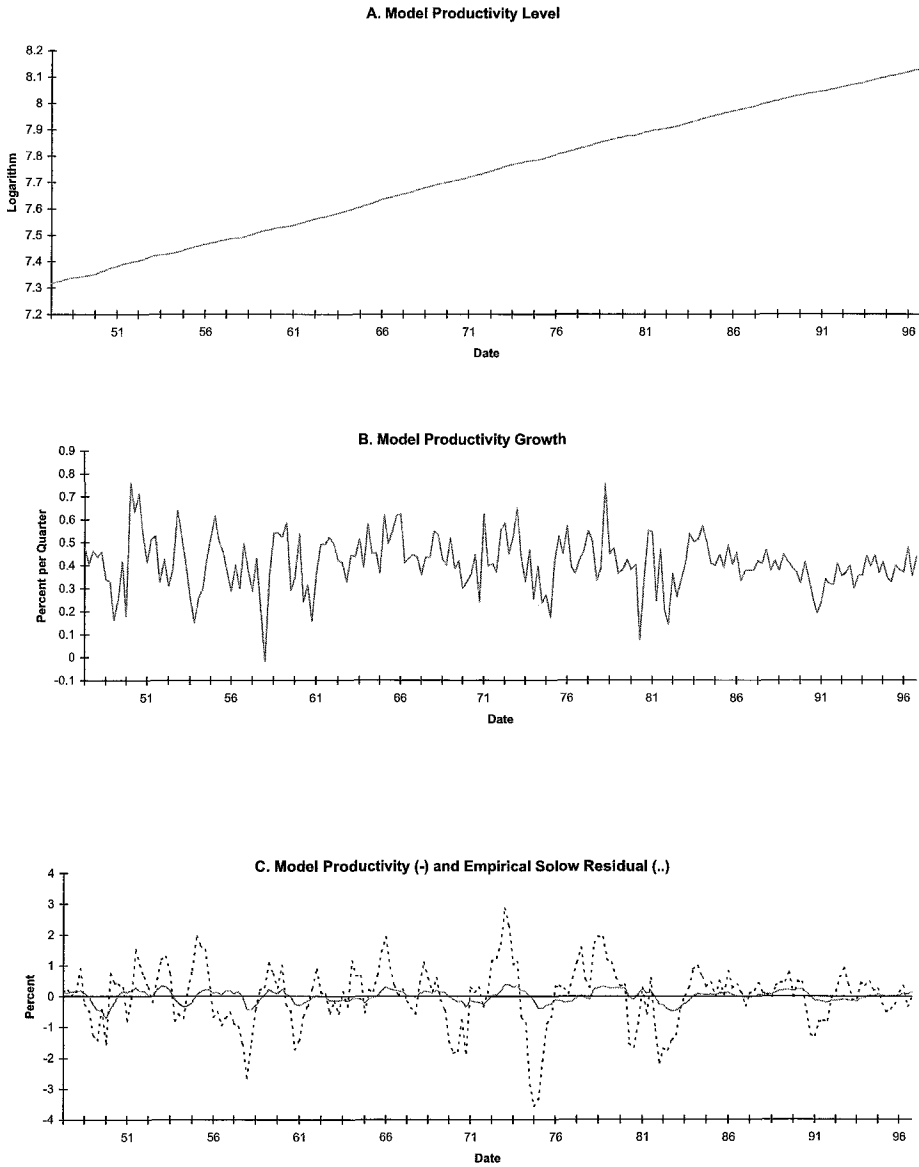 A. Model Productivity Level
8.2
8.1
8
7.9
7.8
7.7
7.6
7.5
7.4
7.3
7.2
Logarithm
51 56 61 66 71 76 81 86 91 96
Date
B. Model Productivity Growth
0.9
0.8
0.7
0.6
0.5
0.4
0.3
0.2
0.1
0
-0.1
Percent per Quarter
51 56 61 66 71 76 81 86 91 96
Date
C. Model Productivity (-) and Empirical Solow Residual (..)
4
3
2
1
0
-1
-2
-3
-4
Percent
51 56 61 66 71 76 81 86 91 96
Date